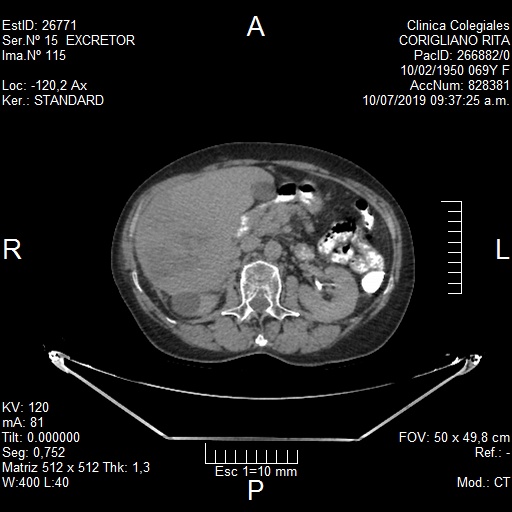 EstID: 26771
Ser.Nº 15 EXCRETOR
Ima.Nº 115
Loc: -120,2 Ax
Ker.: STANDARD
A
Clinica Colegiales
CORIGLIANO RITA
PacID: 266882/0
10/02/1950 069Y F
AccNum: 828381
10/07/2019 09:37:25 a.m.
R
L
KV: 120
mA: 81
Tilt: 0.000000
Seg: 0,752
Matriz 512 x 512 Thk: 1,3
W:400 L:40
Esc 1=10 mm
P
FOV: 50 x 49,8 cm
Ref.: -
Mod.: CT